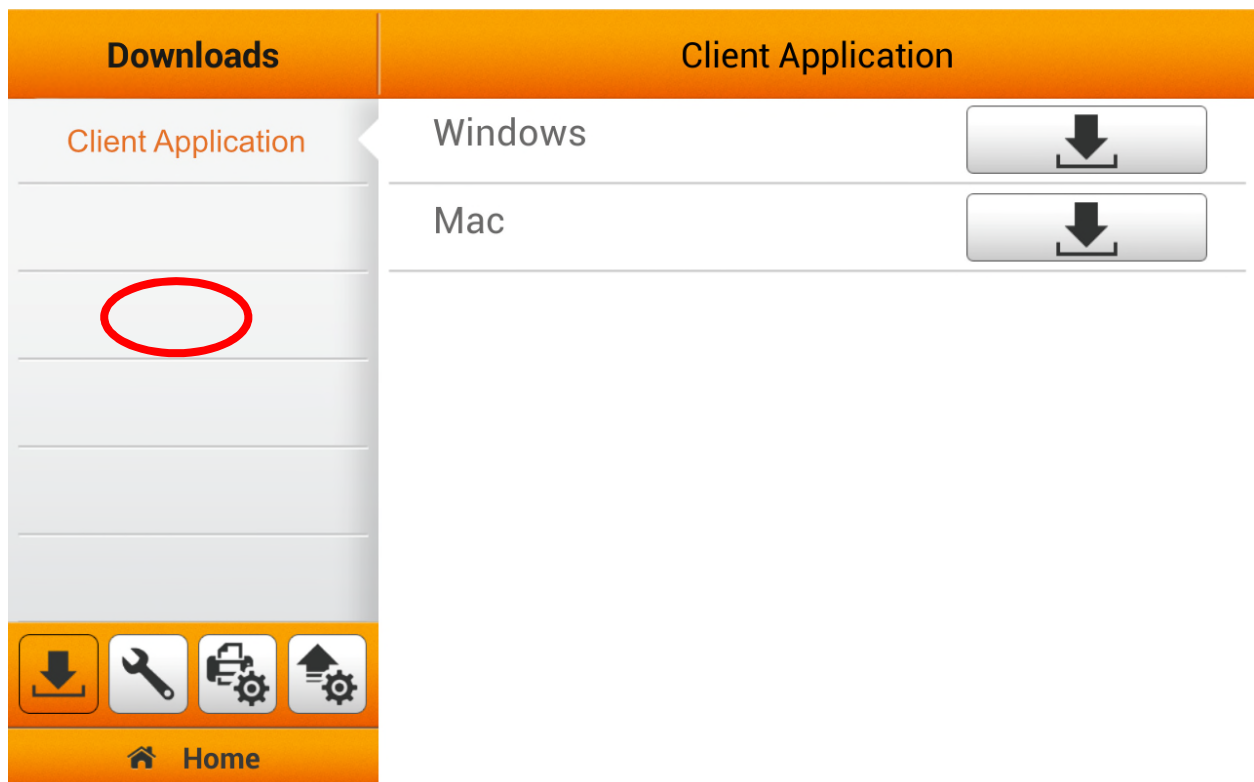 Downloads
Client Application
Client Application
Windows
Mac
Home